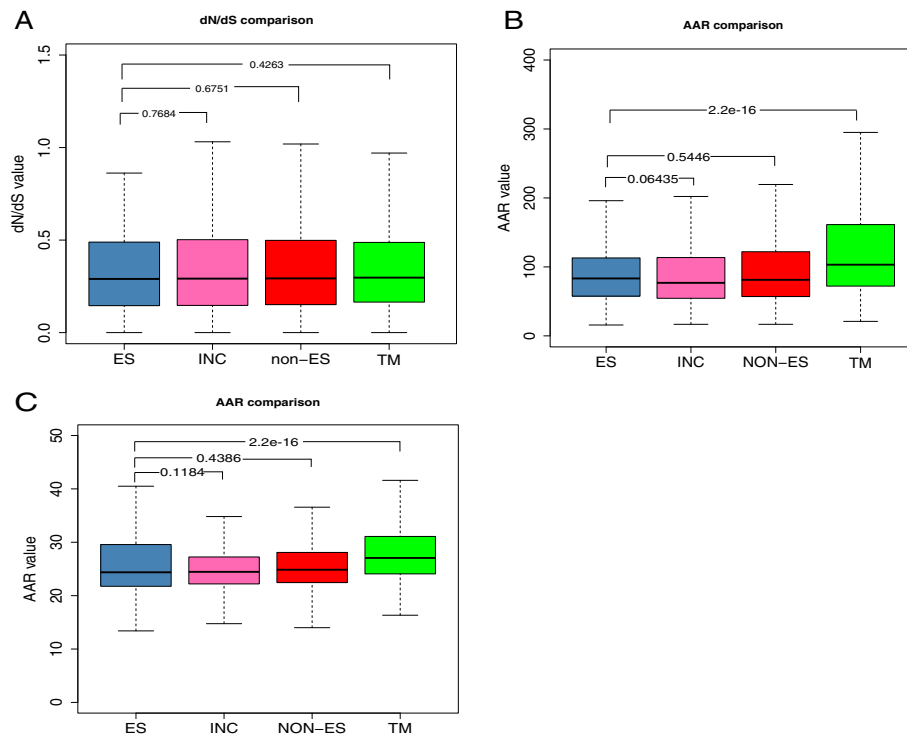 A
dN/dS comparison
dN/dS value
1.5
1.0
0.5
0.0
0.4263
0.6751
0.7684
ES INC non-ES TM
B
AAR comparison
AAR value
400
300
200
100
0
2.2e-16
0.5446
0.06435
ES INC NON-ES TM
C
AAR comparison
AAR value
50
40
30
20
10
0
2.2e-16
0.4386
0.1184
ES INC NON-ES TM